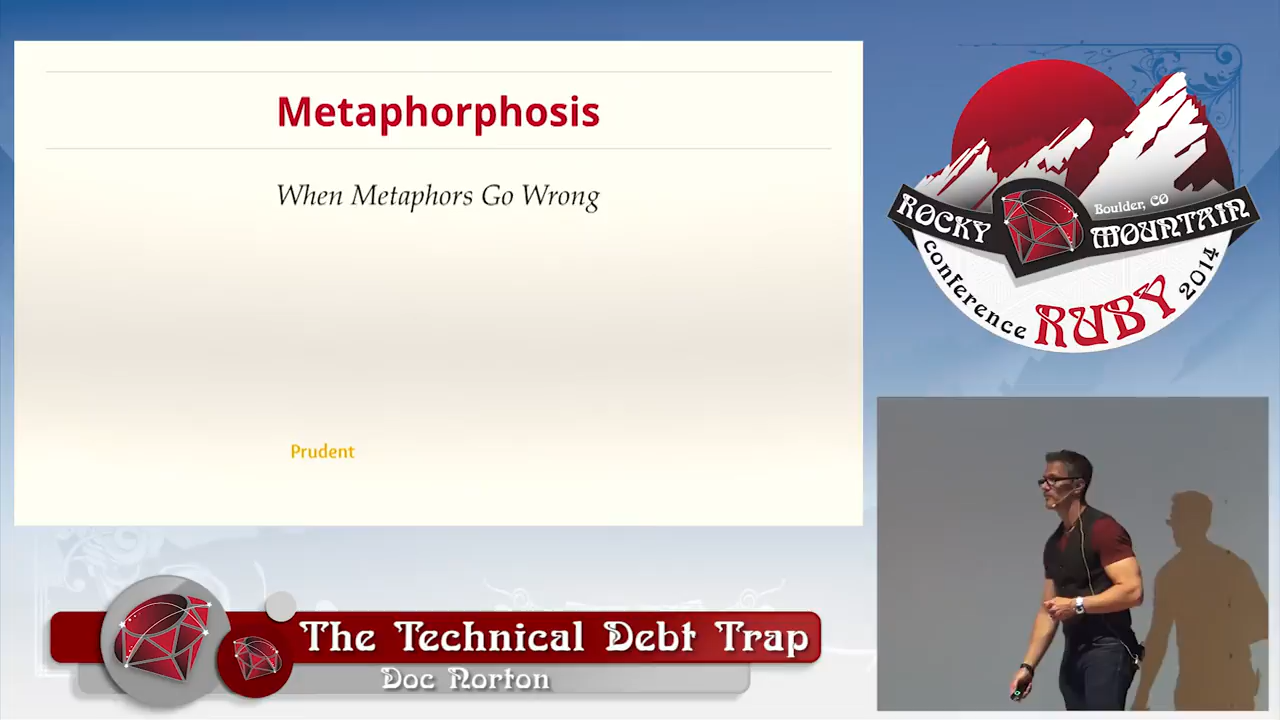 Metaphorphosis
When Metaphors Go Wrong
Prudent
ROCKY MOUNTAIN
Boulder, CO
conference RUBY 2014
The Technical Debt Trap
Doc Norton